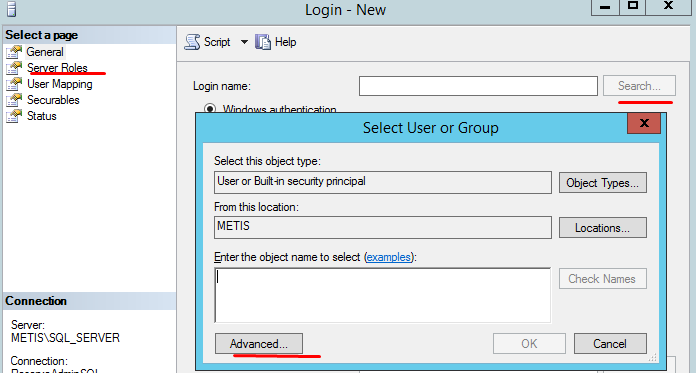 Login - New
Select a page
General
Server Roles
User Mapping
Securables
Status
Script Help
Login name: Search...
Windows authentication
Select User or Group
x
Select this object type:
User or Built-in security principal Object Types...
From this location:
METIS Locations...
Enter the object name to select (examples):
Check Names
Advanced... OK Cancel
Connection
Server:
METIS\SQL_SERVER
Connection: